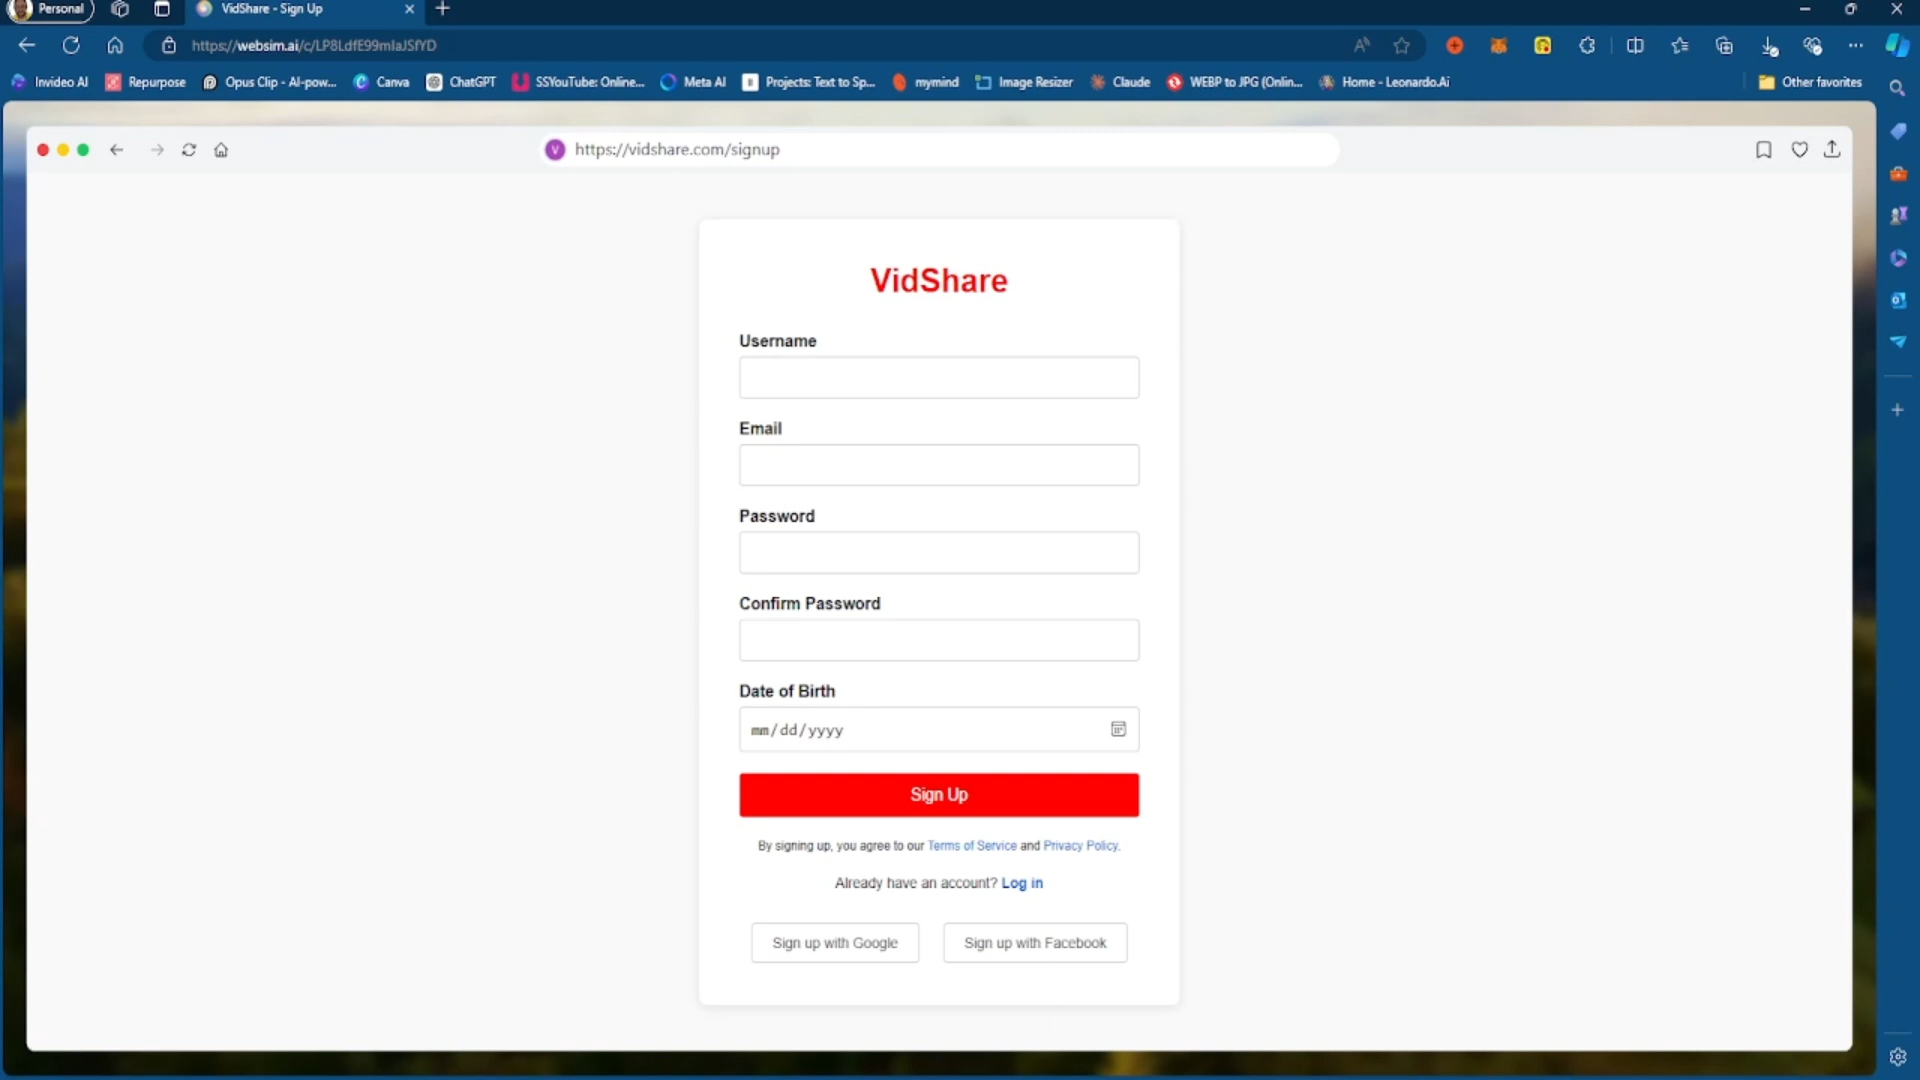 Personal
VidShare - Sign Up
https://websim.ai/c/LP8LdfE99mIaJSfYD
Invideo AI
Repurpose
Opus Clip - AI-pow...
Canva
ChatGPT
SSYouTube: Online...
Meta AI
Projects: Text to Sp...
mymind
Image Resizer
Claude
WEBP to JPG (Onlin...
Home - Leonardo.Ai
Other favorites
V
https://vidshare.com/signup
VidShare
Username
Email
Password
Confirm Password
Date of Birth
mm/dd/yyyy
Sign Up
By signing up, you agree to our Terms of Service and Privacy Policy.
Already have an account? Log in
Sign up with Google
Sign up with Facebook